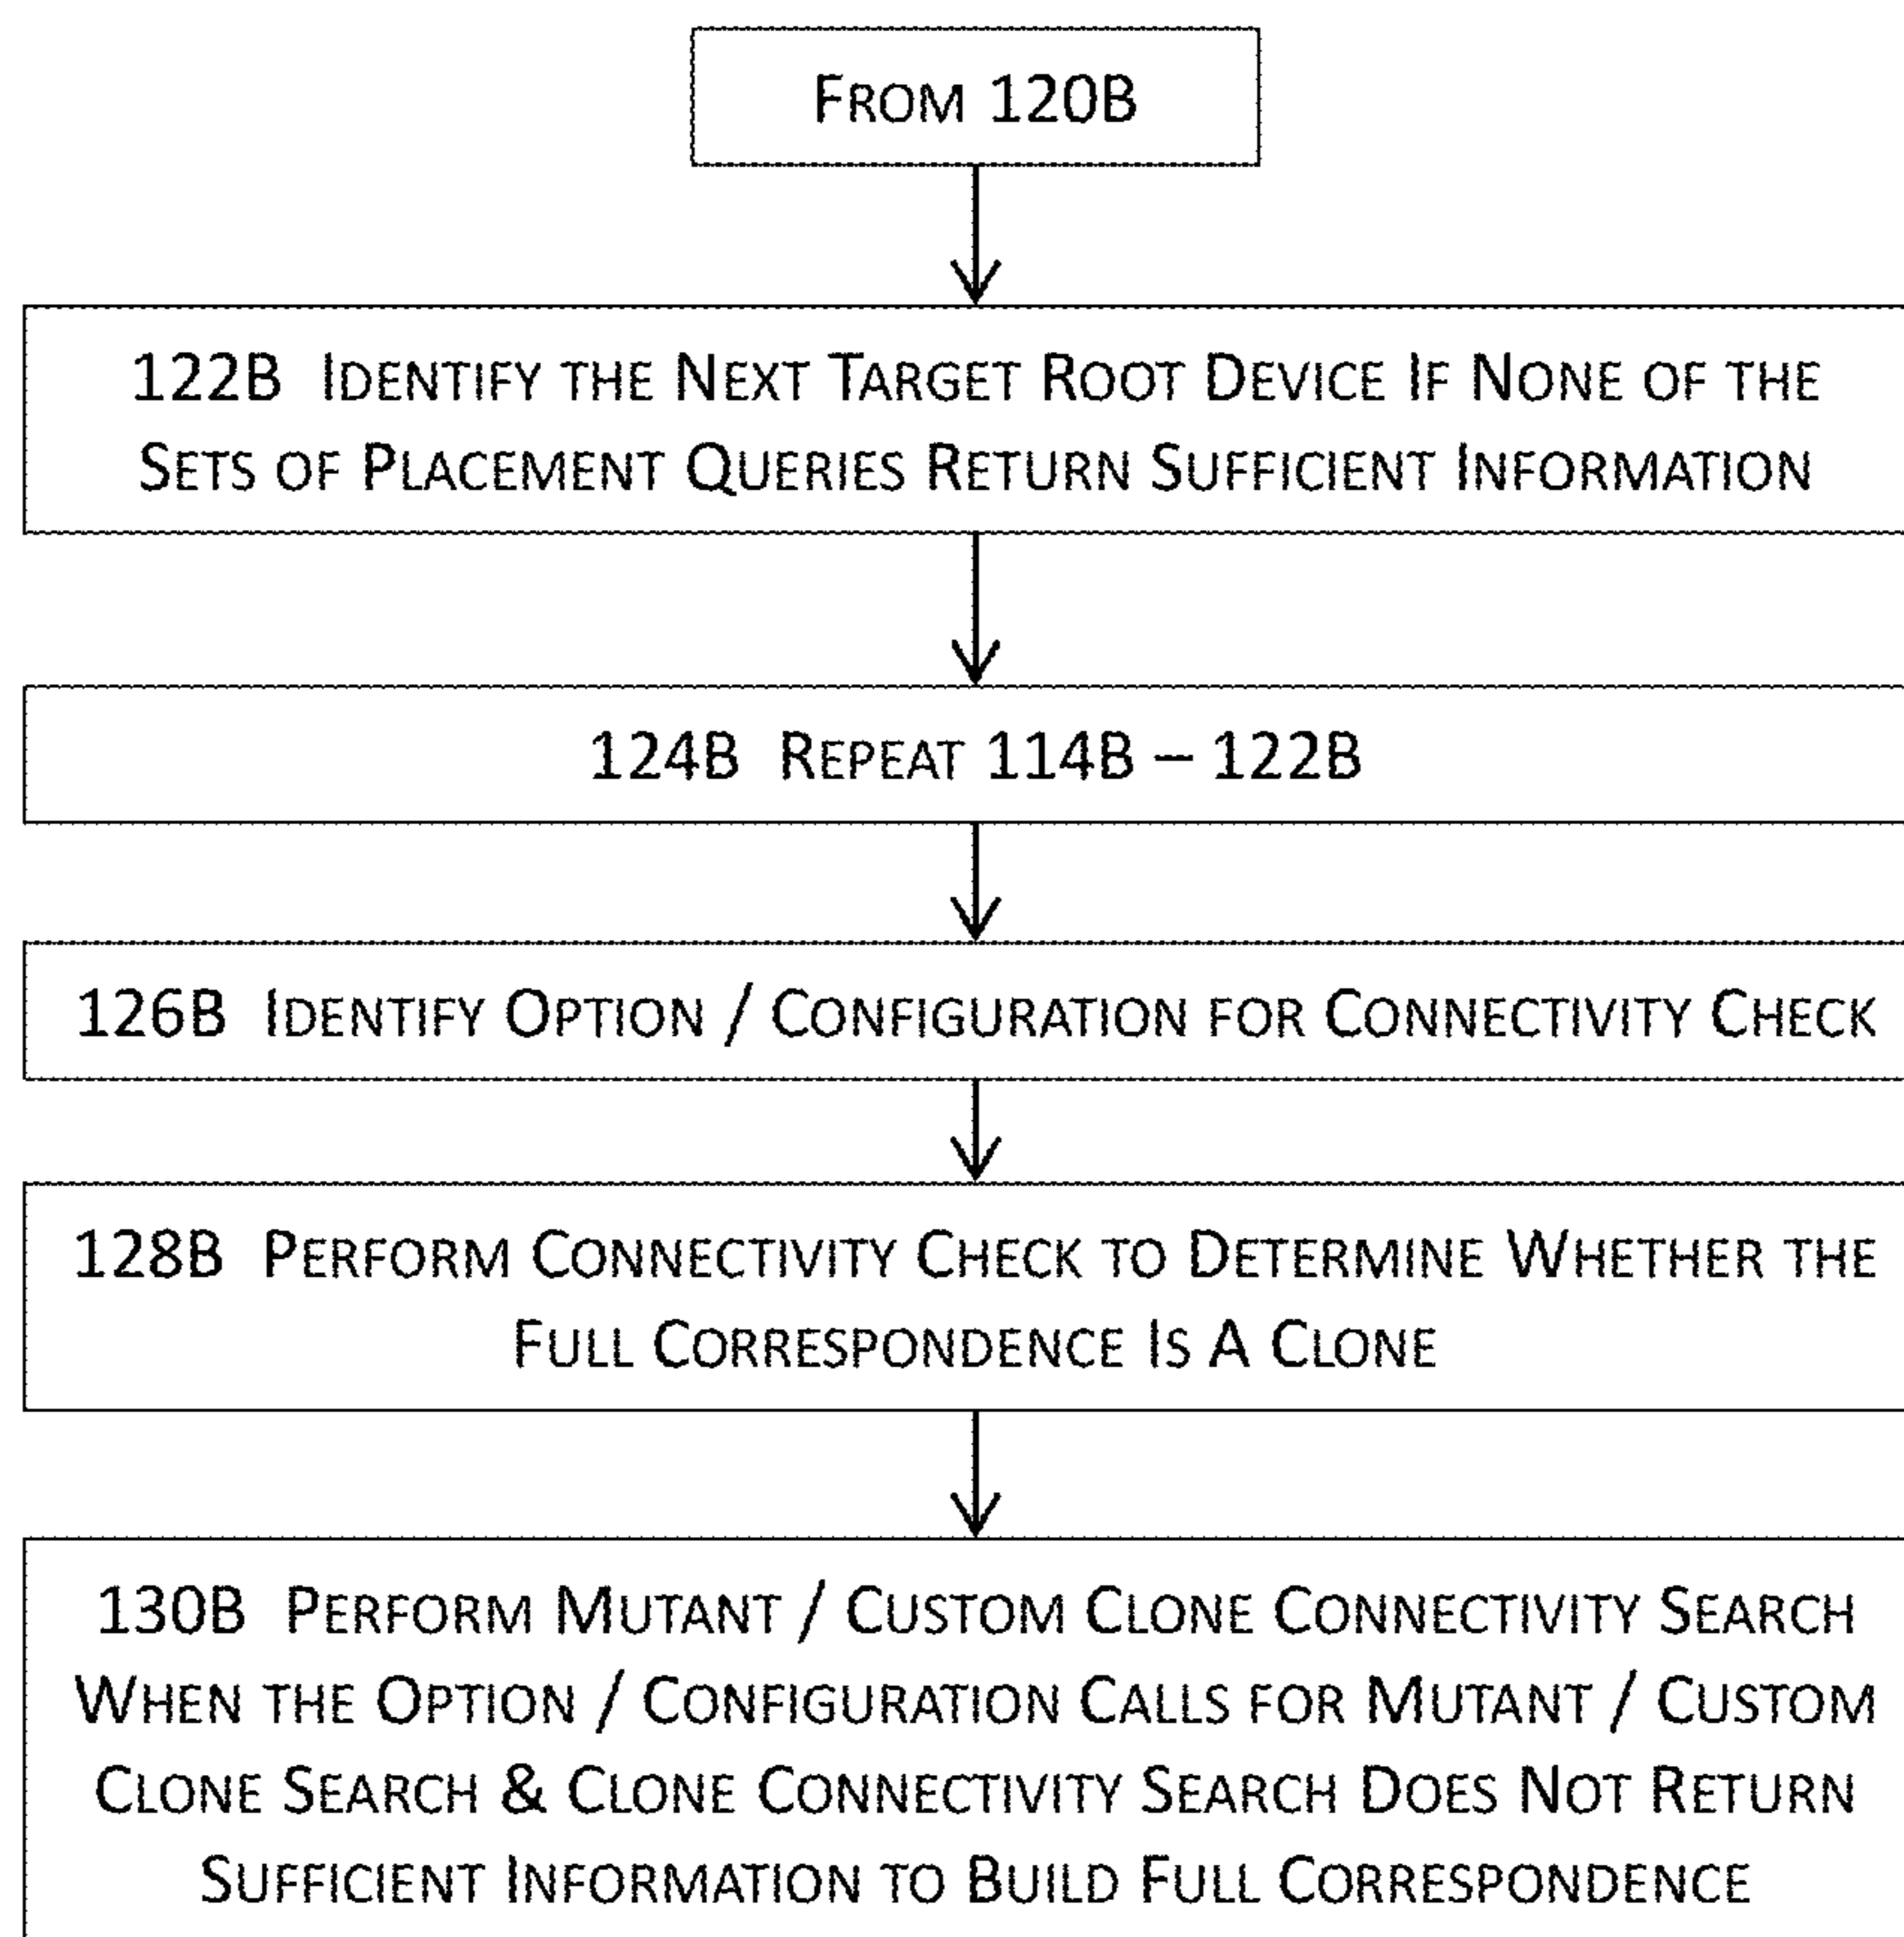 From 120B
122B Identify the Next Target Root Device If None of the
Sets of Placement Queries Return Sufficient Information
124B Repeat 114B – 122B
126B Identify Option / Configuration for Connectivity Check
128B Perform Connectivity Check to Determine Whether the
Full Correspondence Is A Clone
130B Perform Mutant / Custom Clone Connectivity Search
When the Option / Configuration Calls for Mutant / Custom
Clone Search & Clone Connectivity Search Does Not Return
Sufficient Information to Build Full Correspondence